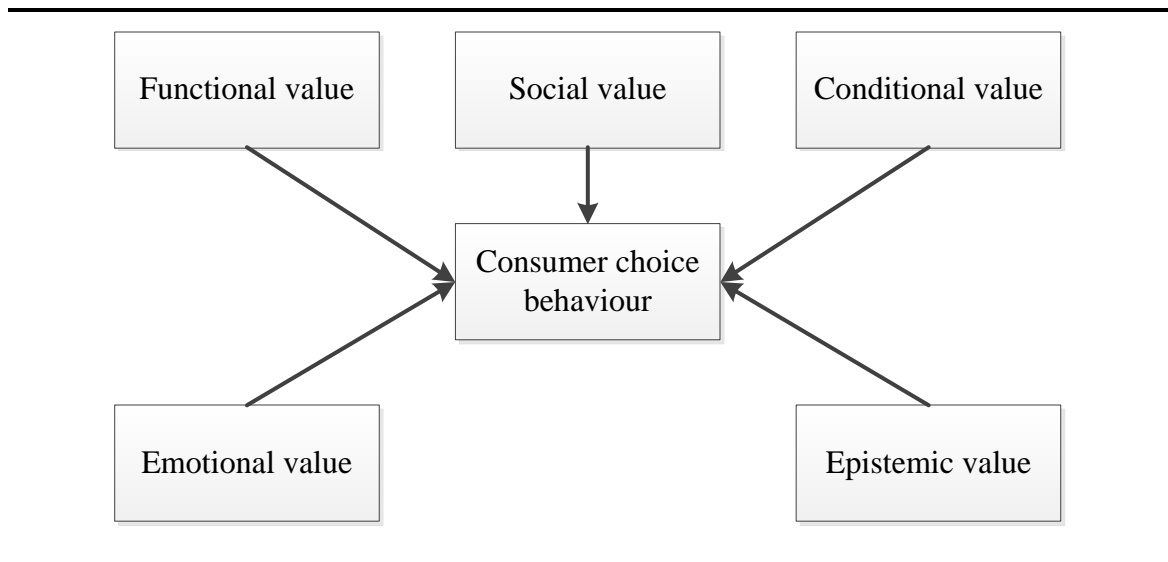 Functional value
Social value
Conditional value
Consumer choice
behaviour
Emotional value
Epistemic value